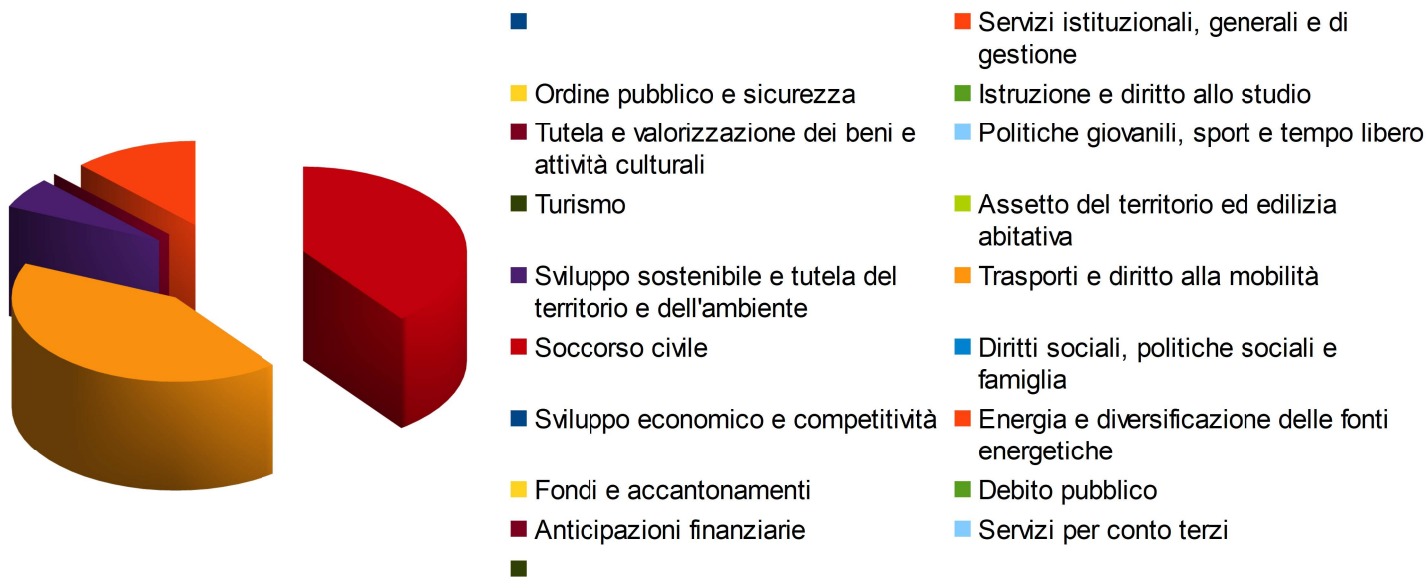 Servizi istituzionali, generali e di
gestione
Ordine pubblico e sicurezza
Istruzione e diritto allo studio
Tutela e valorizzazione dei beni e
attività culturali
Politiche giovanili, sport e tempo libero
Turismo
Assetto del territorio ed edilizia
abitativa
Sviluppo sostenibile e tutela del
territorio e dell'ambiente
Trasporti e diritto alla mobilità
Soccorso civile
Diritti sociali, politiche sociali e
famiglia
Sviluppo economico e competitività
Energia e diversificazione delle fonti
energetiche
Fondi e accantonamenti
Debito pubblico
Anticipazioni finanziarie
Servizi per conto terzi